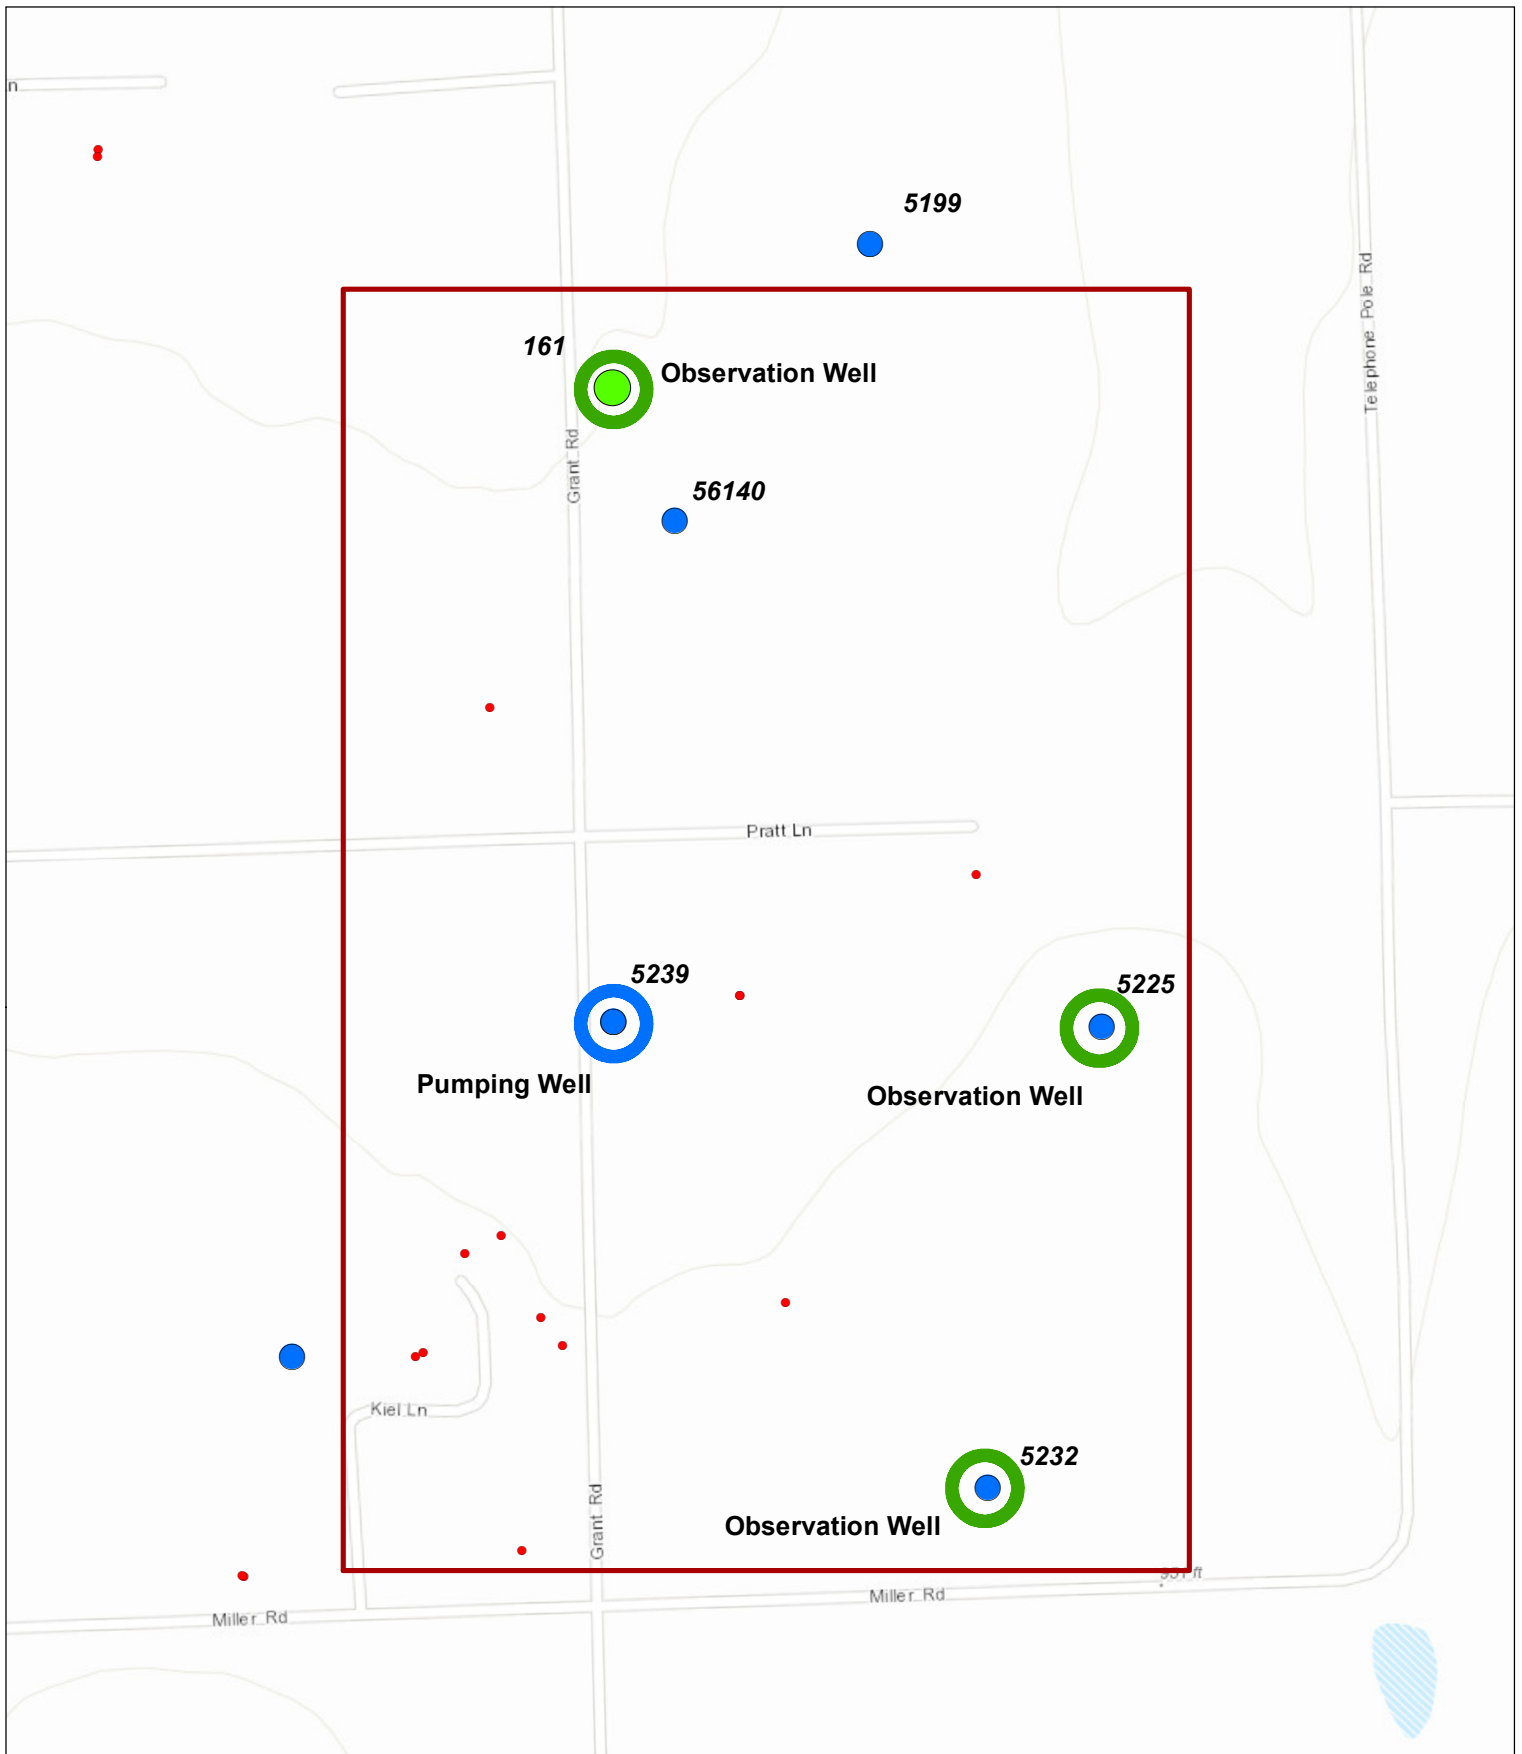 n
5199
Telephone Pole Rd
161
Observation Well
Grant Rd
56140
Pratt Ln
5239
5225
Pumping Well
Observation Well
Kiel Ln
5232
Grant Rd
Observation Well
Miller Rd
Miller Rd